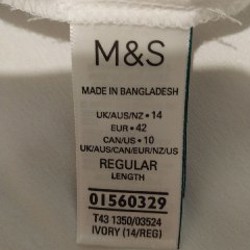 M&S
MADE IN BANGLADESH
UK/AUS/NZ • 14
EUR • 42
CAN/US • 10
UK/AUS/CAN/EUR/NZ/US
REGULAR
LENGTH
01560329
T43 1350/03524
IVORY (14/REG)